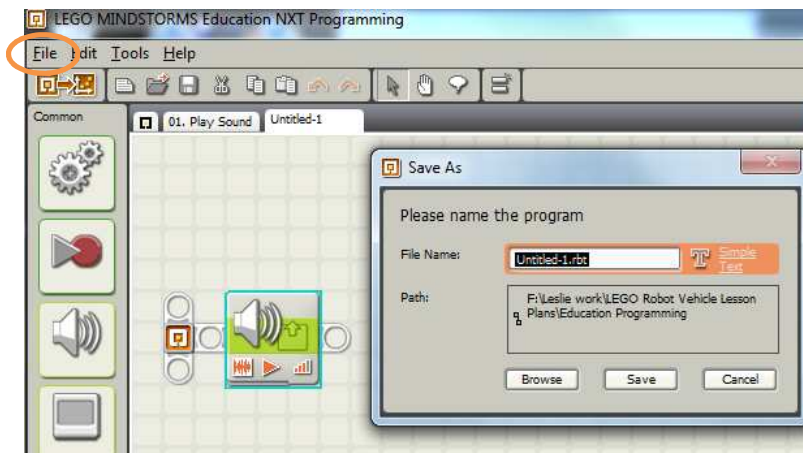 LEGO MINDSTORMS Education NXT Programming
File Edit Tools Help
Common
01. Play Sound
Untitled-1
Save As
Please name the program
File Name:
Untitled-1.rbt
T Simple
Text
Path:
F:\Leslie work\LEGO Robot Vehicle Lesson
Plans\Education Programming
Browse
Save
Cancel